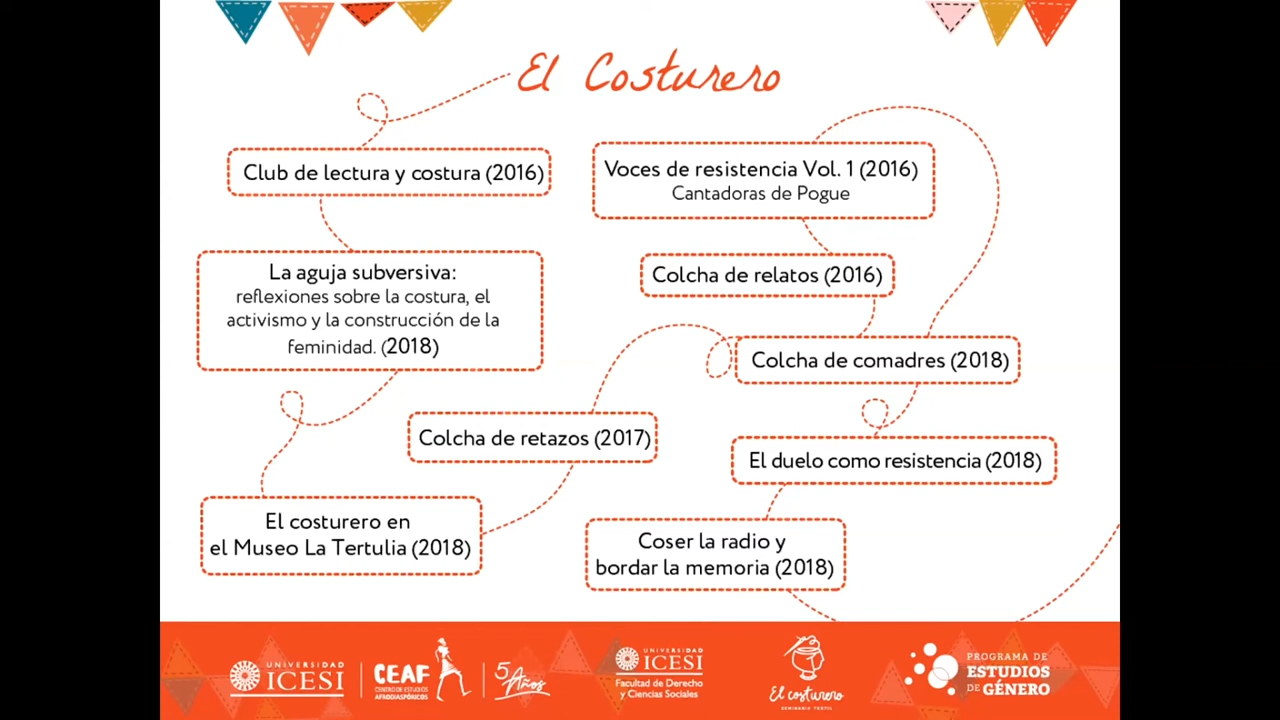 El Costurero
Club de lectura y costura (2016)
La aguja subversiva:
reflexiones sobre la costura, el
activismo y la construcción de la
feminidad. (2018)
El costurero en
el Museo La Tertulia (2018)
Colcha de retazos (2017)
Voces de resistencia Vol. 1 (2016)
Cantadoras de Pogue
Colcha de relatos (2016)
Colcha de comadres (2018)
El duelo como resistencia (2018)
Coser la radio y
bordar la memoria (2018)
UNIVERSIDAD
ICESI
CEAF
CENTRO DE ESTUDIOS
AFRODIASPÓRICOS
5 Años
UNIVERSIDAD
ICESI
Facultad de Derecho
y Ciencias Sociales
El costurero
SEMINARIO TEXTIL
PROGRAMA DE
ESTUDIOS
DE GÉNERO